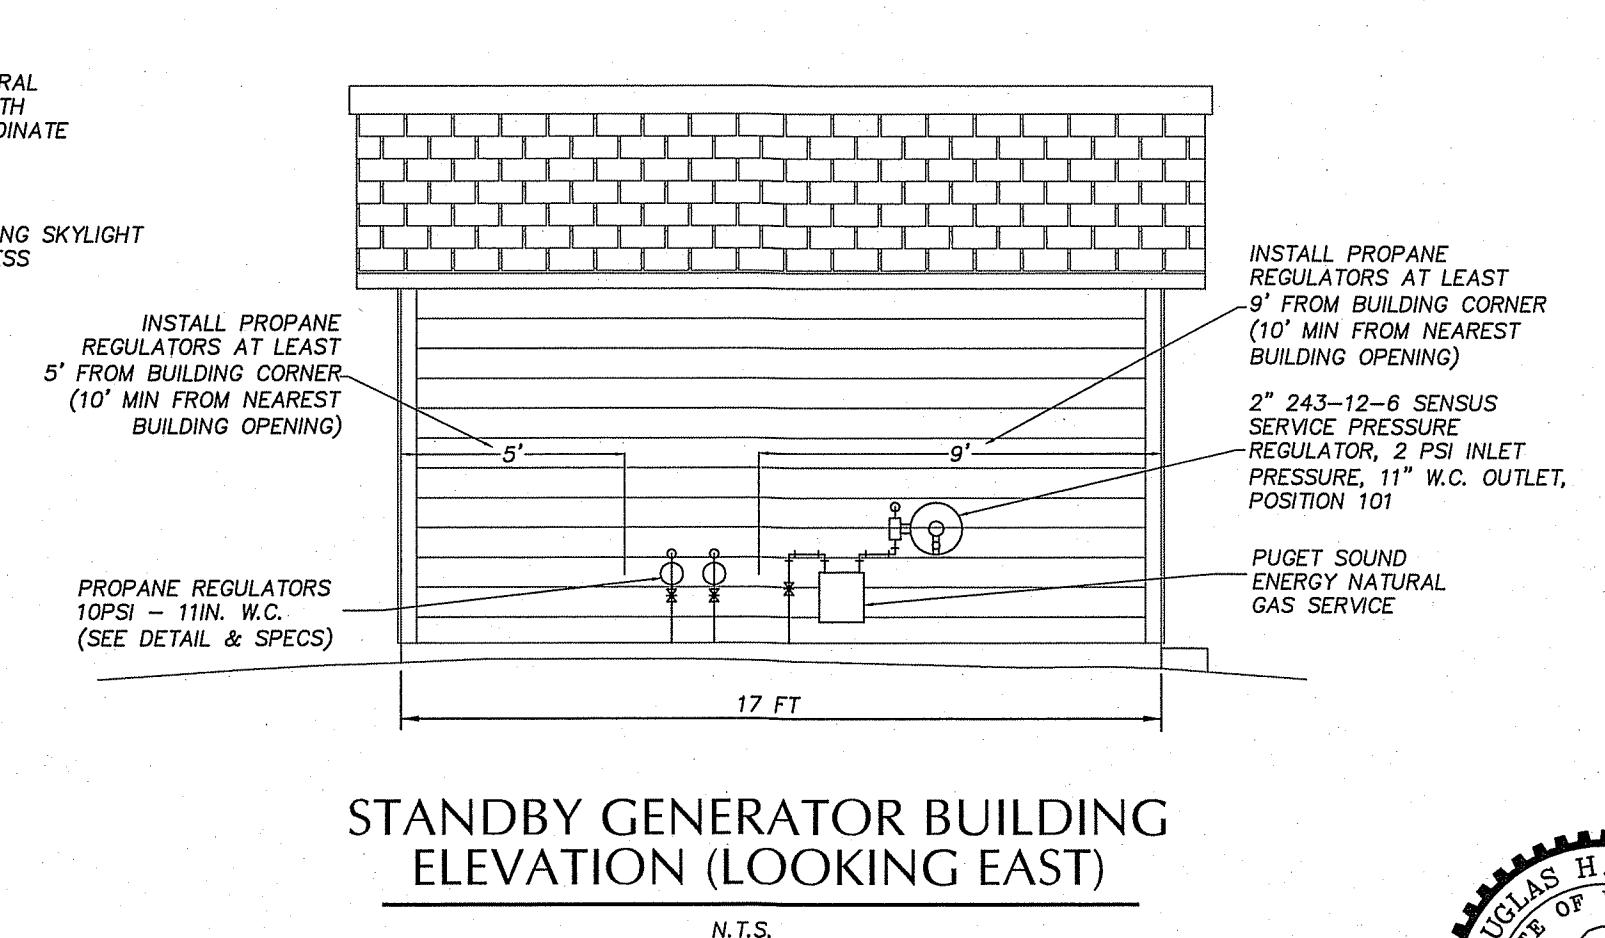 RAL
TH
DINATE
NG SKYLIGHT
ESS
INSTALL PROPANE
REGULATORS AT LEAST
5' FROM BUILDING CORNER
(10' MIN FROM NEAREST
BUILDING OPENING)
INSTALL PROPANE
REGULATORS AT LEAST
9' FROM BUILDING CORNER
(10' MIN FROM NEAREST
BUILDING OPENING)
2" 243-12-6 SENSUS
SERVICE PRESSURE
REGULATOR, 2 PSI INLET
PRESSURE, 11" W.C. OUTLET,
POSITION 101
5'
9'
PROPANE REGULATORS
10PSI - 11IN. W.C.
(SEE DETAIL & SPECS)
PUGET SOUND
ENERGY NATURAL
GAS SERVICE
17 FT
STANDBY GENERATOR BUILDING
ELEVATION (LOOKING EAST)
N.T.S.
UGLAS H.
E OF